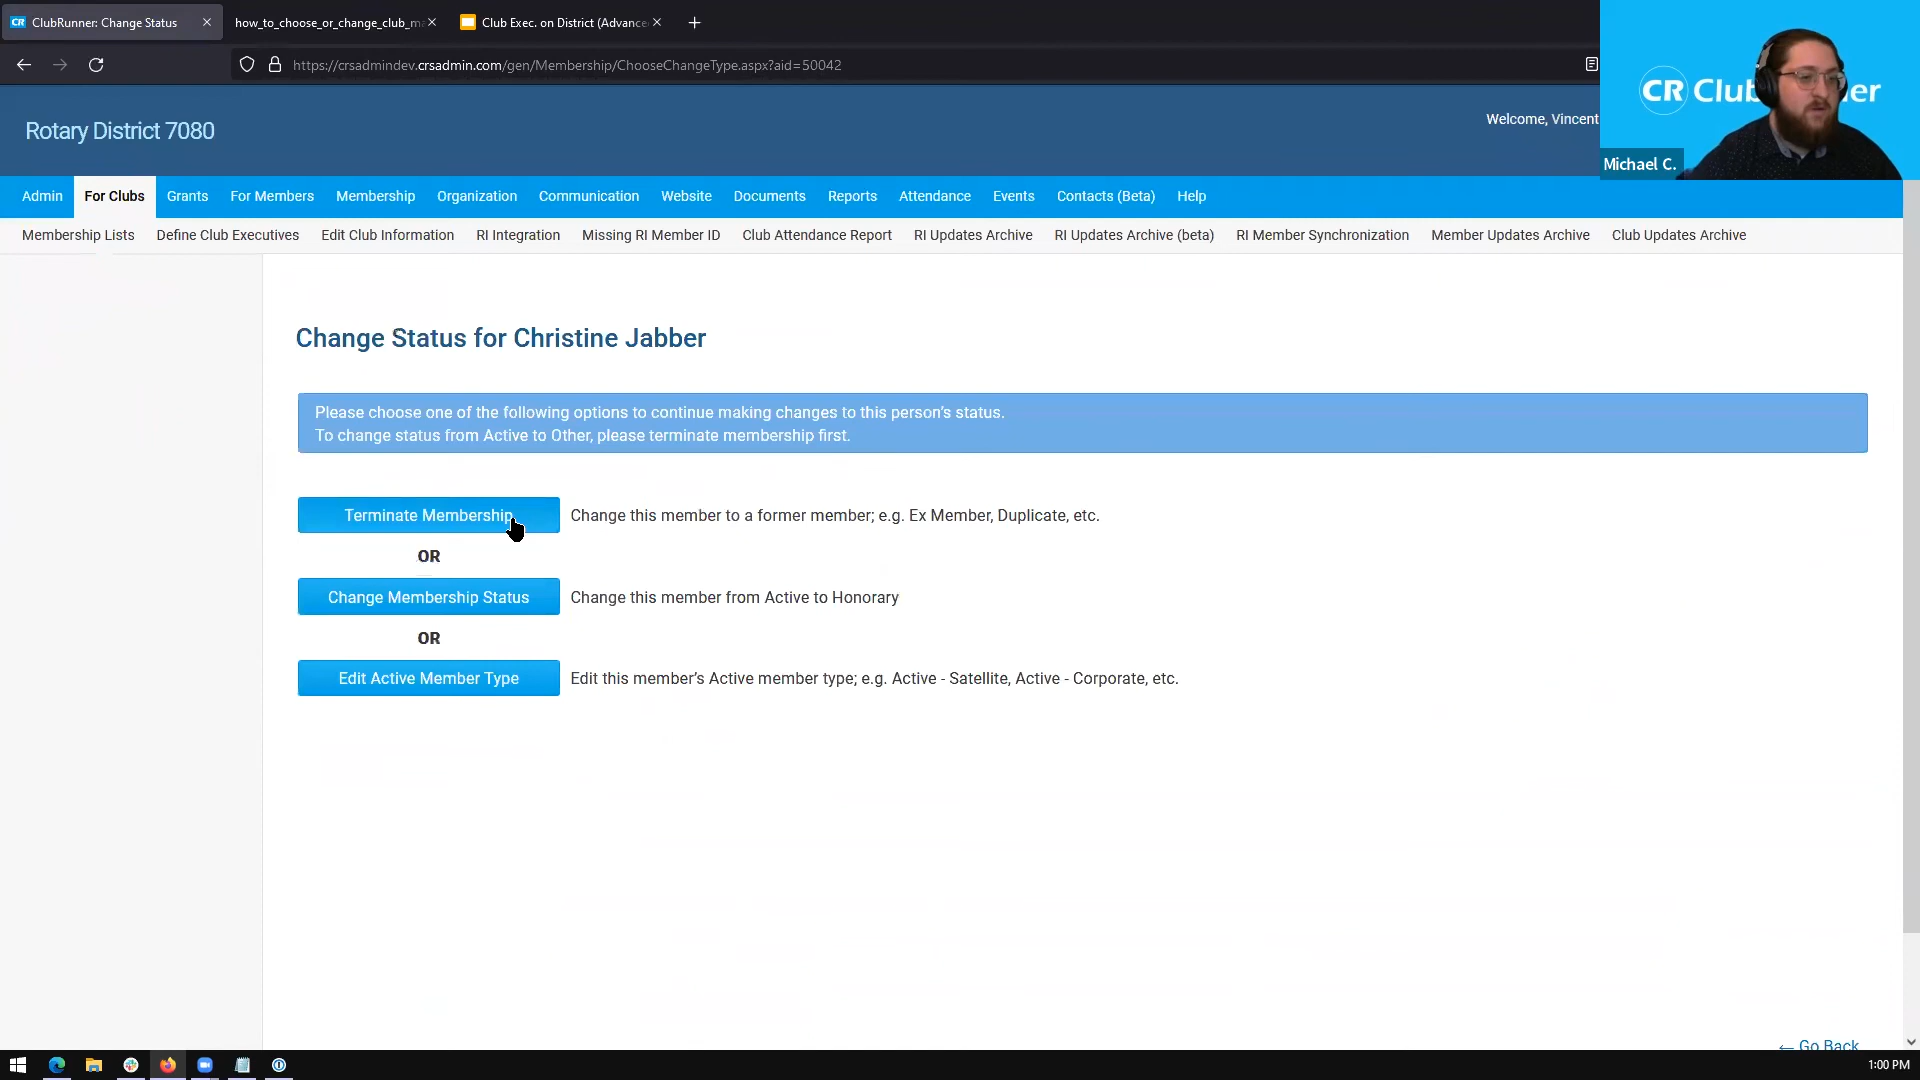 CR ClubRunner: Change Status
how_to_choose_or_change_club_m
Club Exec. on District (Advance
https://crsadmindev.crsadmin.com/gen/Membership/ChooseChangeType.aspx?aid=50042
Rotary District 7080
Welcome, Vincent
CR Club er
Michael C.
Admin For Clubs Grants For Members Membership Organization Communication Website Documents Reports Attendance Events Contacts (Beta) Help
Membership Lists Define Club Executives Edit Club Information RI Integration Missing RI Member ID Club Attendance Report RI Updates Archive RI Updates Archive (beta) RI Member Synchronization Member Updates Archive Club Updates Archive
Change Status for Christine Jabber
Please choose one of the following options to continue making changes to this person's status.
To change status from Active to Other, please terminate membership first.
Terminate Membership Change this member to a former member; e.g. Ex Member, Duplicate, etc.
OR
Change Membership Status Change this member from Active to Honorary
OR
Edit Active Member Type Edit this member's Active member type; e.g. Active - Satellite, Active - Corporate, etc.
← Go Back
1:00 PM